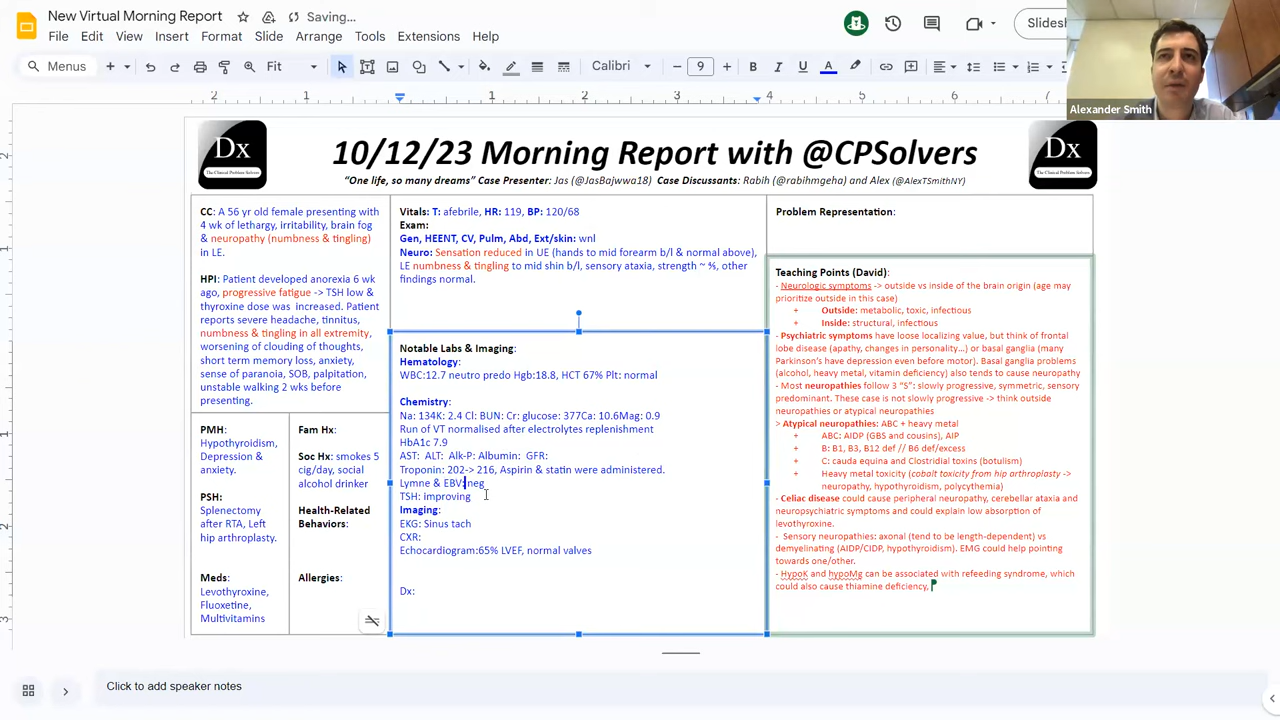 New Virtual Morning Report
Saving...
File Edit View Insert Format Slide Arrange Tools Extensions Help
Slidesh
Menus
Fit
Calibri
9
Alexander Smith
2 1 1 2 3 4 5 6 7
Dx
The Clinical Problem Solvers
10/12/23 Morning Report with @CPSolvers
"One life, so many dreams" Case Presenter: Jas (@JasBajwwa18) Case Discussants: Rabih (@rabihmgeha) and Alex (@AlexTSmithNY)
Dx
The Clinical Problem Solvers
CC: A 56 yr old female presenting with
4 wk of lethargy, irritability, brain fog
& neuropathy (numbness & tingling)
in LE.
HPI: Patient developed anorexia 6 wk
ago, progressive fatigue -> TSH low &
thyroxine dose was increased. Patient
reports severe headache, tinnitus,
numbness & tingling in all extremity,
worsening of clouding of thoughts,
short term memory loss, anxiety,
sense of paranoia, SOB, palpitation,
unstable walking 2 wks before
presenting.
PMH:
Hypothyroidism,
Depression &
anxiety.
PSH:
Splenectomy
after RTA, Left
hip arthroplasty.
Meds:
Levothyroxine,
Fluoxetine,
Multivitamins
Fam Hx:
Soc Hx: smokes 5
cig/day, social
alcohol drinker
Health-Related
Behaviors:
Allergies:
Vitals: T: afebrile, HR: 119, BP: 120/68
Exam:
Gen, HEENT, CV, Pulm, Abd, Ext/skin: wnl
Neuro: Sensation reduced in UE (hands to mid forearm b/l & normal above),
LE numbness & tingling to mid shin b/l, sensory ataxia, strength ~ ⅘, other
findings normal.
Notable Labs & Imaging:
Hematology:
WBC:12.7 neutro predo Hgb:18.8, HCT 67% Plt: normal
Chemistry:
Na: 134K: 2.4 Cl: BUN: Cr: glucose: 377Ca: 10.6Mag: 0.9
Run of VT normalised after electrolytes replenishment
HbA1c 7.9
AST: ALT: Alk-P: Albumin: GFR:
Troponin: 202-> 216, Aspirin & statin were administered.
Lymne & EBV:neg
TSH: improving
Imaging:
EKG: Sinus tach
CXR:
Echocardiogram:65% LVEF, normal valves
Dx:
Problem Representation:
Teaching Points (David):
- Neurologic symptoms -> outside vs inside of the brain origin (age may
prioritize outside in this case)
+ Outside: metabolic, toxic, infectious
+ Inside: structural, infectious
- Psychiatric symptoms have loose localizing value, but think of frontal
lobe disease (apathy, changes in personality...) or basal ganglia (many
Parkinson's have depression even before motor). Basal ganglia problems
(alcohol, heavy metal, vitamin deficiency) also tends to cause neuropathy
- Most neuropathies follow 3 "S": slowly progressive, symmetric, sensory
predominant. These case is not slowly progressive -> think outside
neuropathies or atypical neuropathies
> Atypical neuropathies: ABC + heavy metal
+ ABC: AIDP (GBS and cousins), AIP
+ B: B1, B3, B12 def // B6 def/excess
+ C: cauda equina and Clostridial toxins (botulism)
+ Heavy metal toxicity (cobalt toxicity from hip arthroplasty ->
neuropathy, hypothyroidism, polycythemia)
- Celiac disease could cause peripheral neuropathy, cerebellar ataxia and
neuropsychiatric symptoms and could explain low absorption of
levothyroxine.
- Sensory neuropathies: axonal (tend to be length-dependent) vs
demyelinating (AIDP/CIDP, hypothyroidism). EMG could help pointing
towards one/other.
- HypoK and hypoMg can be associated with refeeding syndrome, which
could also cause thiamine deficiency,
Click to add speaker notes